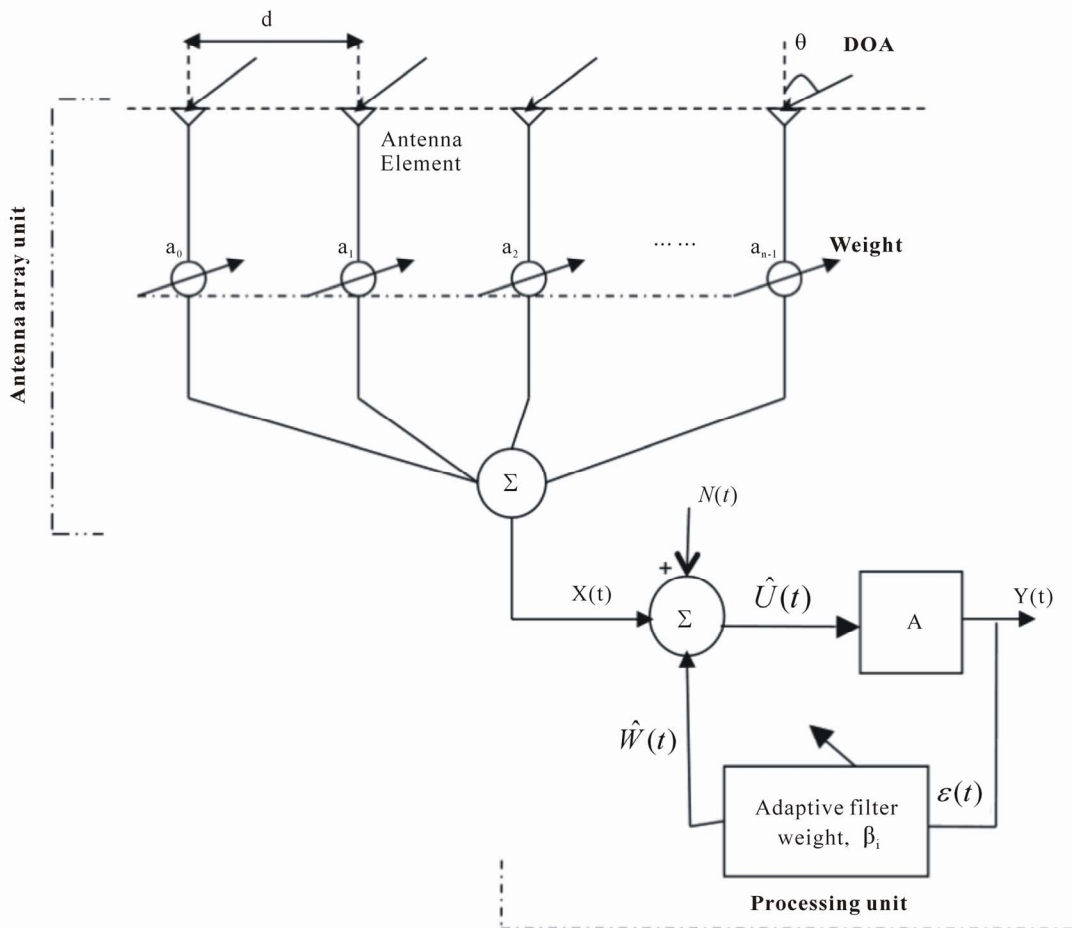 d
θ
DOA
Antenna
Element
Antenna array unit
a₀
a₁
a₂
... ...
aₙ₋₁
Weight
Σ
N(t)
+
X(t)
Σ
Û(t)
A
Y(t)
Ŵ(t)
ε(t)
Adaptive filter
weight, βᵢ
Processing unit